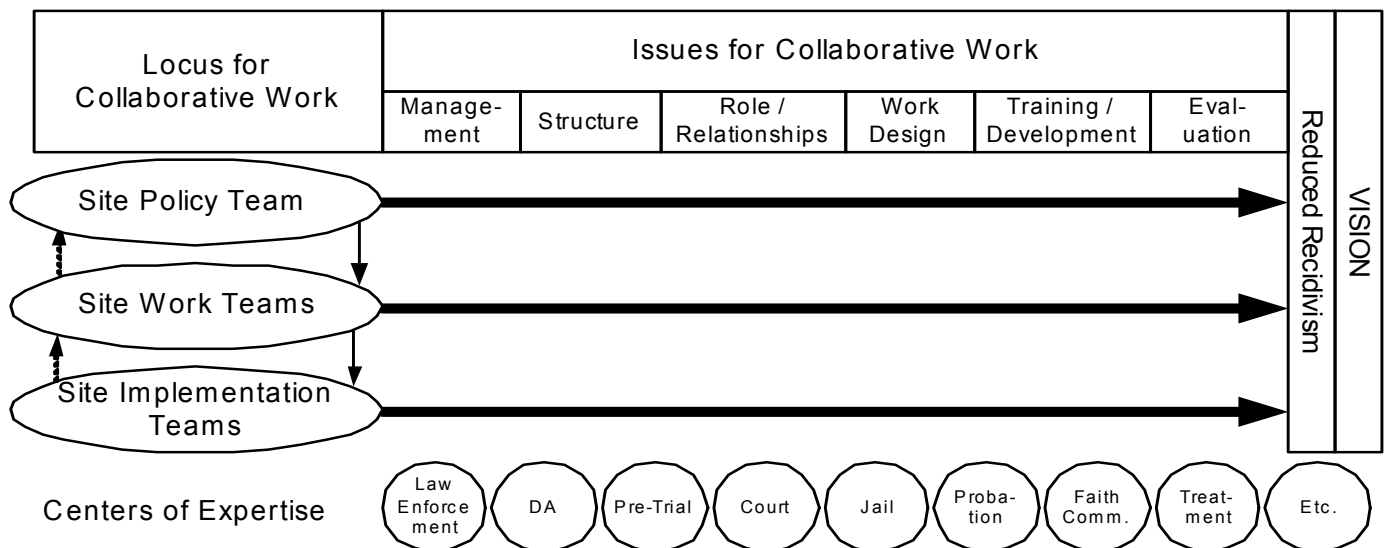 Locus for
Collaborative Work
Issues for Collaborative Work
Manage-
ment
Structure
Role /
Relationships
Work
Design
Training /
Development
Eval-
uation
Reduced Recidivism
VISION
Site Policy Team
Site Work Teams
Site Implementation
Teams
Centers of Expertise
Law
Enforce
ment
DA
Pre-Trial
Court
Jail
Proba-
tion
Faith
Comm.
Treat-
ment
Etc.